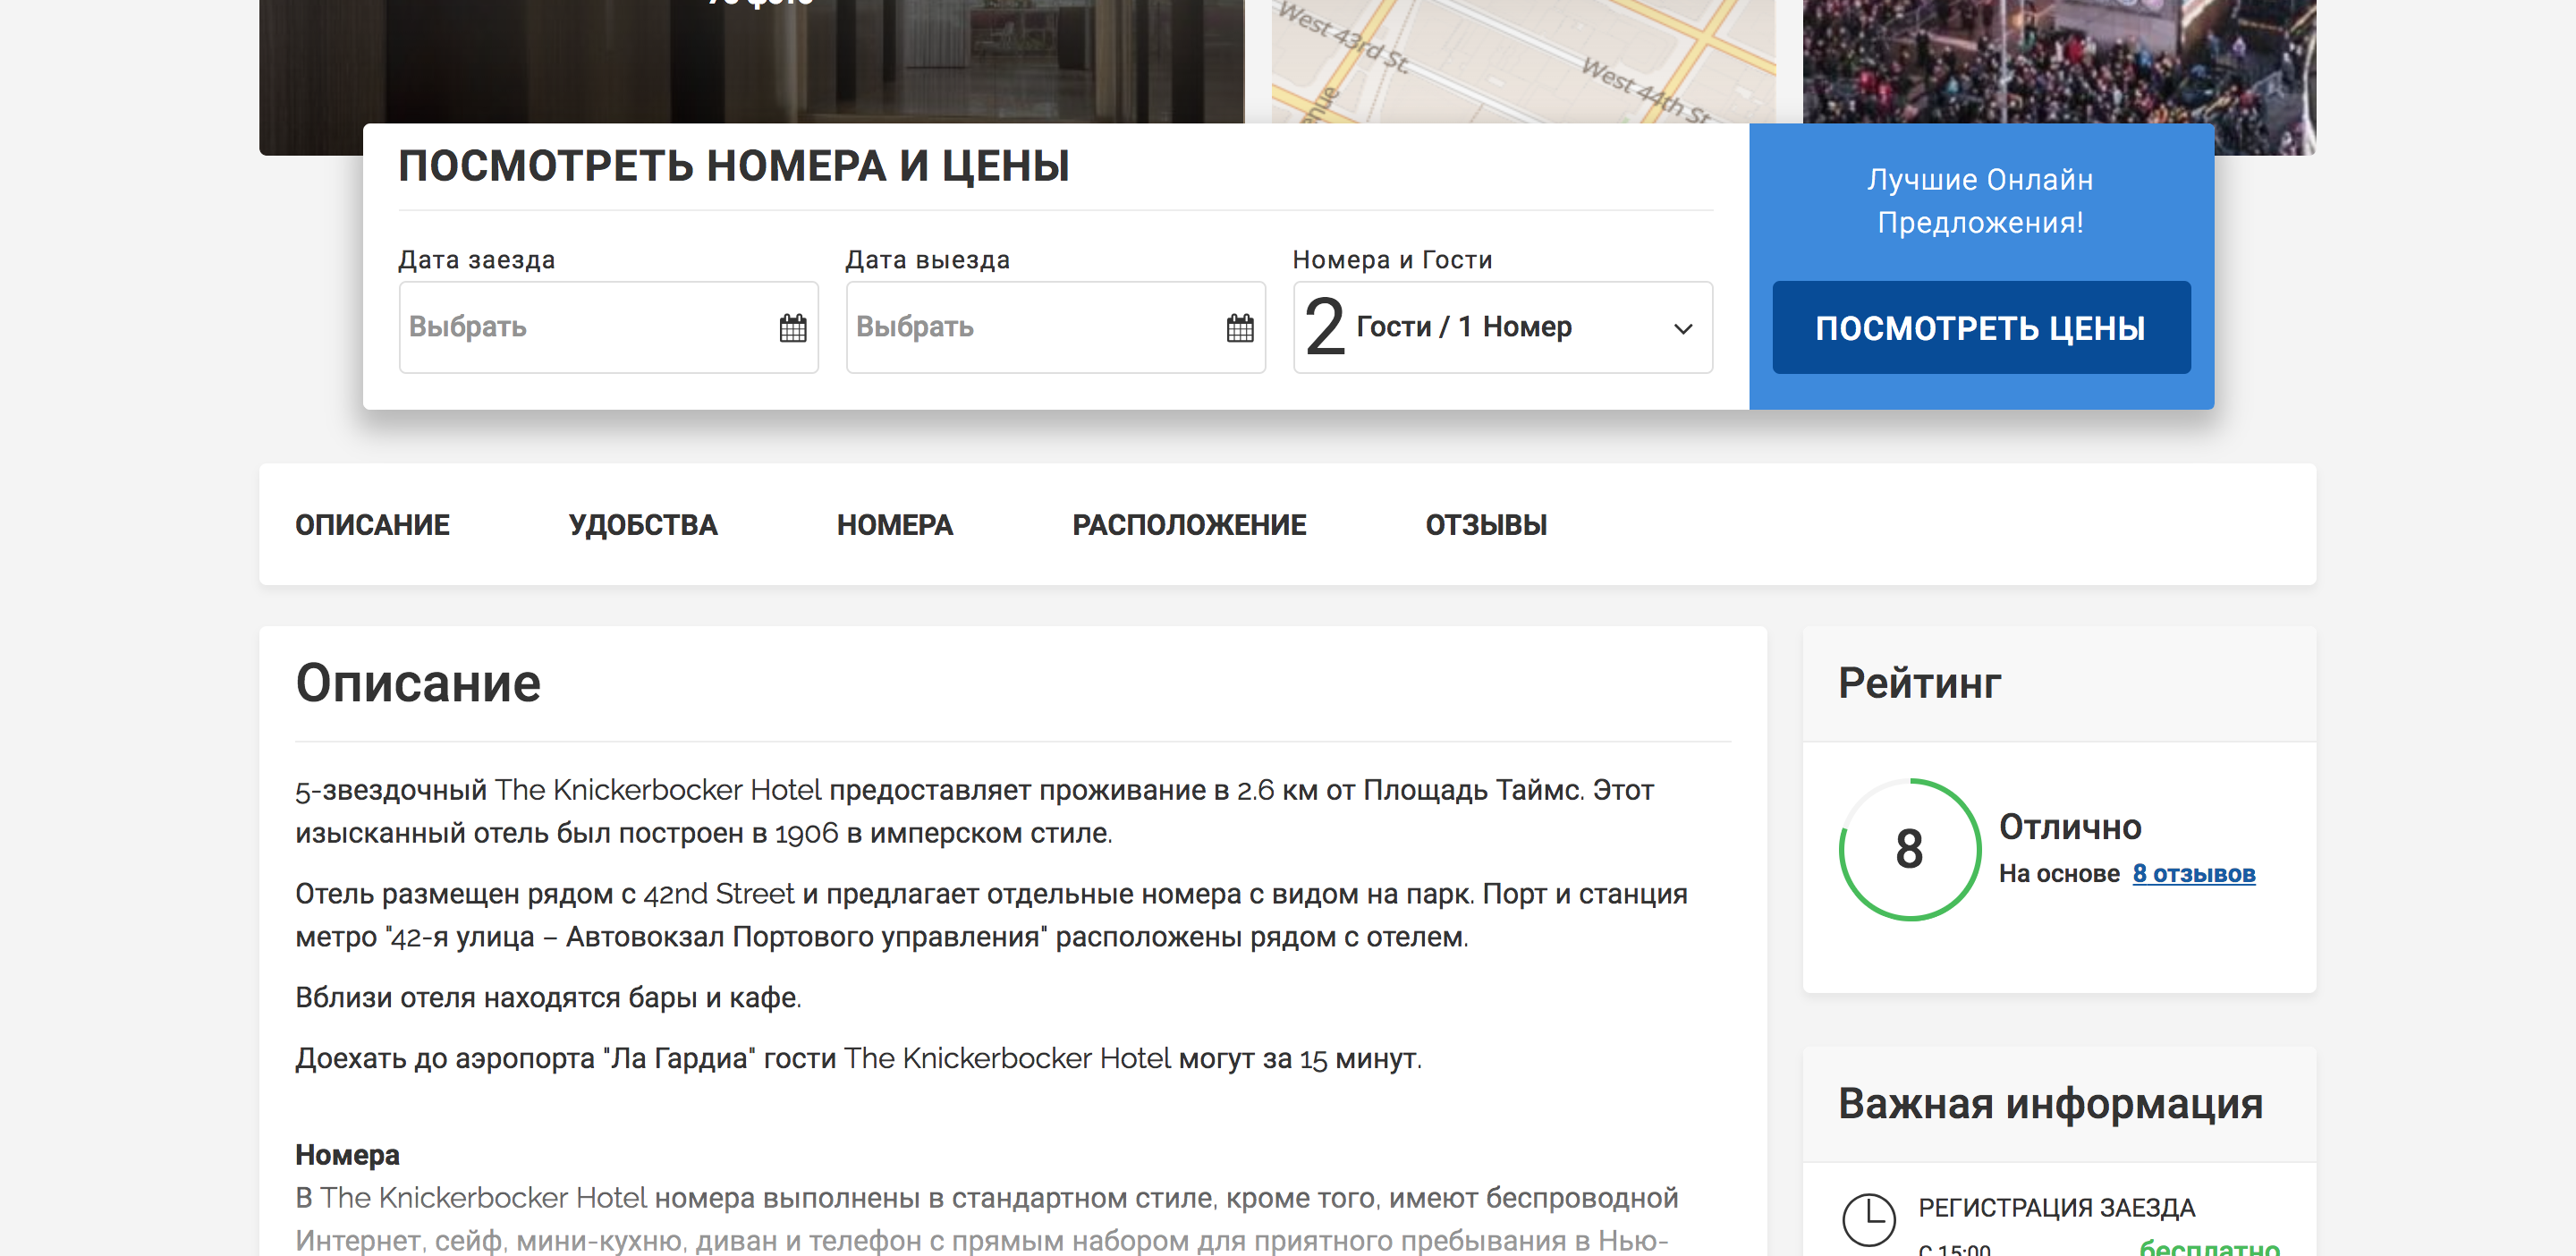 West 43rd St.
West 44th St
ПОСМОТРЕТЬ НОМЕРА И ЦЕНЫ
Дата заезда
Выбрать
Дата выезда
Выбрать
Номера и Гости
2 Гости / 1 Номер
Лучшие Онлайн
Предложения!
ПОСМОТРЕТЬ ЦЕНЫ
ОПИСАНИЕ
УДОБСТВА
НОМЕРА
РАСПОЛОЖЕНИЕ
ОТЗЫВЫ
Описание
5-звездочный The Knickerbocker Hotel предоставляет проживание в 2.6 км от Площадь Таймс. Этот
изысканный отель был построен в 1906 в имперском стиле.
Отель размещен рядом с 42nd Street и предлагает отдельные номера с видом на парк. Порт и станция
метро "42-я улица – Автовокзал Портового управления" расположены рядом с отелем.
Вблизи отеля находятся бары и кафе.
Доехать до аэропорта "Ла Гардиа" гости The Knickerbocker Hotel могут за 15 минут.
Номера
В The Knickerbocker Hotel номера выполнены в стандартном стиле, кроме того, имеют беспроводной
Интернет, сейф, мини-кухню, диван и телефон с прямым набором для приятного пребывания в Нью-
Рейтинг
8
Отлично
На основе 8 отзывов
Важная информация
РЕГИСТРАЦИЯ ЗАЕЗДА
С 15:00
бесплатно